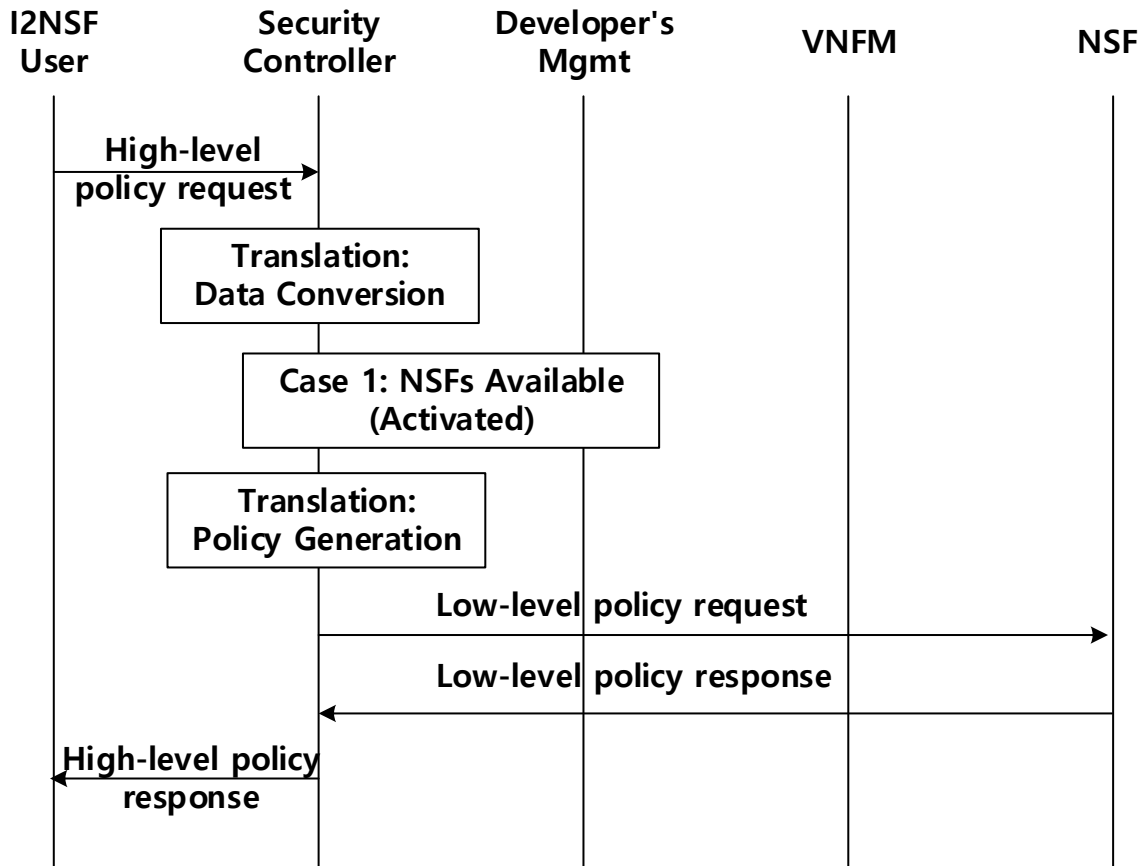 I2NSF
User
Security
Controller
Developer's
Mgmt
VNFM
NSF
High-level
policy request
Translation:
Data Conversion
Case 1: NSFs Available
(Activated)
Translation:
Policy Generation
Low-level policy request
Low-level policy response
High-level policy
response